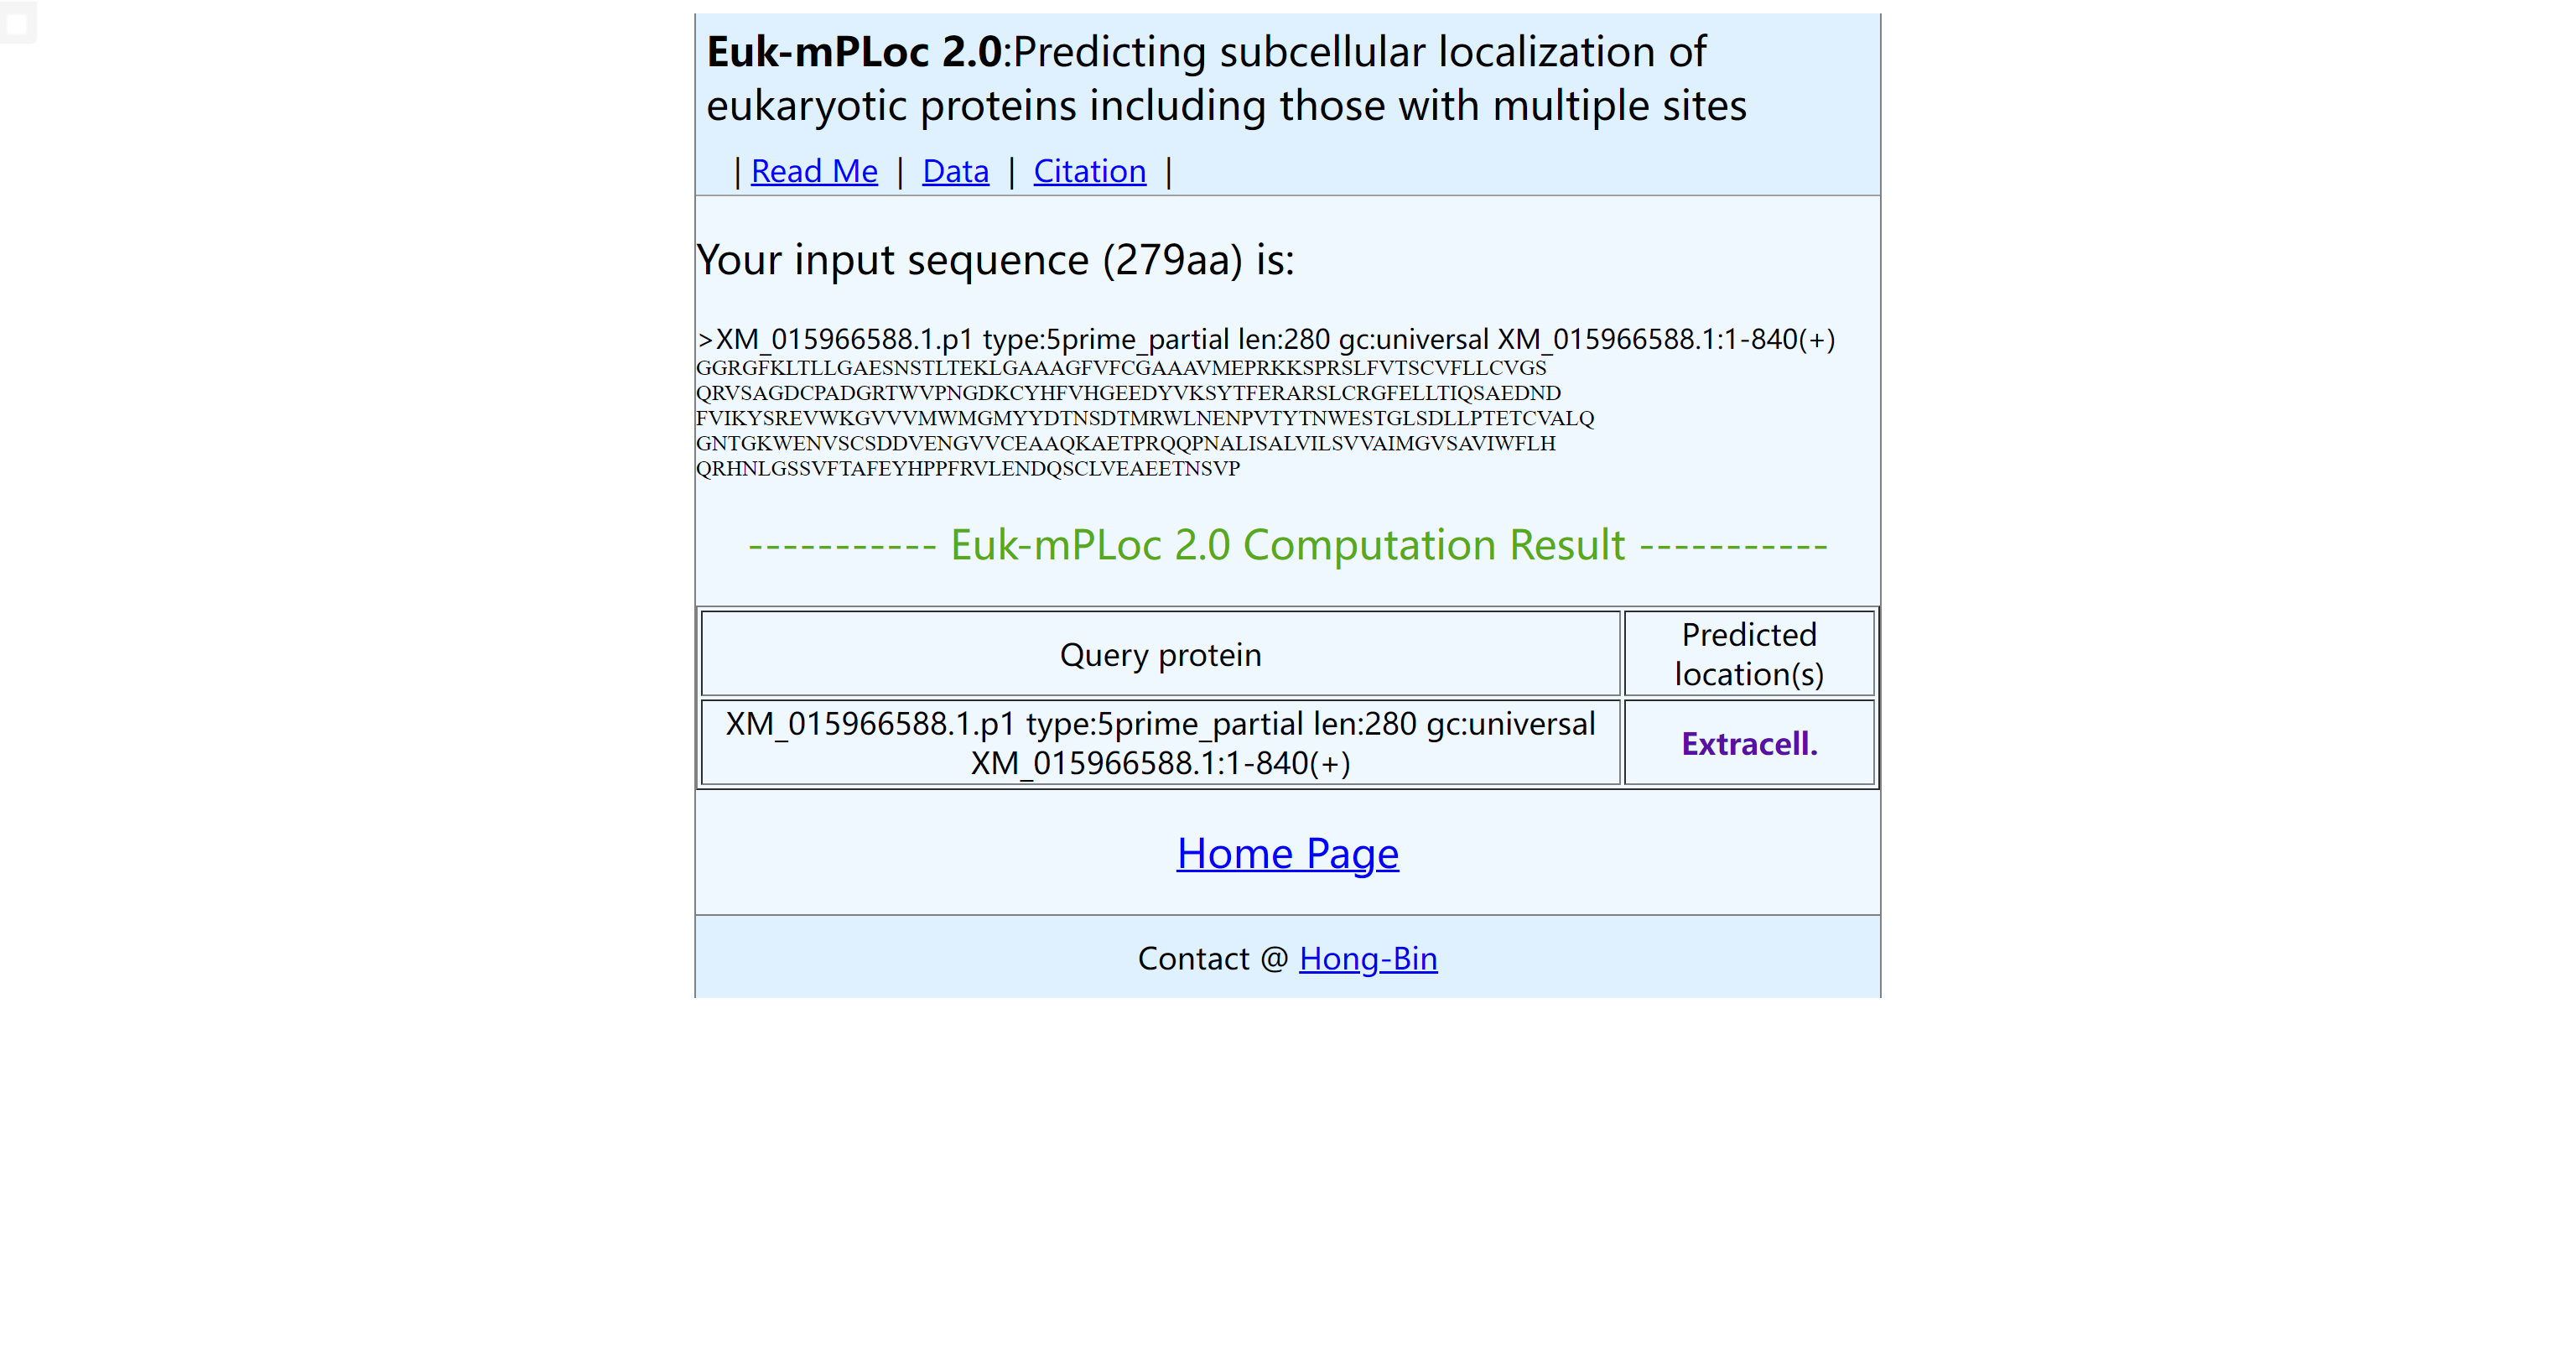 Euk-mPLoc 2.0:Predicting subcellular localization of
eukaryotic proteins including those with multiple sites
| Read Me | Data | Citation |
Your input sequence (279aa) is:
>XM_015966588.1.p1 type:5prime_partial len:280 gc:universal XM_015966588.1:1-840(+)
GGRGFKLTLLGAESNSTLTEKLGAAAGFVFCGAAAVMEPRKKSPRSLFVTSCVFLLCVGS
QRVSAGDCPADGRTWVPNGDKCYHFVHGEEDYVKSYTFERARSLCRGFELLTIQSAEDND
FVIKYSREVWKGVVVVMWMGMYYDTNSDTMRWLNENPVTYTNWESTGLSDLLPTETCVALQ
GNTGKWENVSCSDDVENGVVCEAAQKAETPRQQPNALISALVILSVVAIMGVSAVIWFLH
QRHNLGSSVFTAFEYHPPFRVLENDQSCLVEAEETNSVP
----------- Euk-mPLoc 2.0 Computation Result -----------
Query protein
Predicted
location(s)
XM_015966588.1.p1 type:5prime_partial len:280 gc:universal
XM_015966588.1:1-840(+)
Extracell.
Home Page
Contact @ Hong-Bin